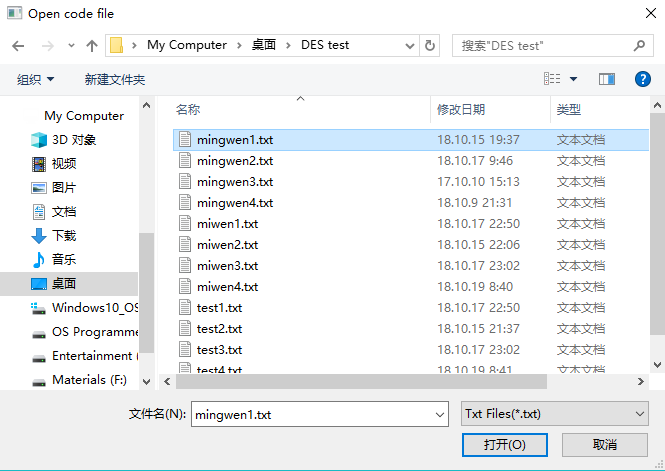 Open code file
My Computer > 桌面 > DES test
搜索"DES test"
组织
新建文件夹
?
My Computer
3D 对象
视频
图片
文档
下载
音乐
桌面
Windows10_OS
OS Programme
Entertainment (
Materials (F:)
名称 修改日期 类型
mingwen1.txt 18.10.15 19:37 文本文档
mingwen2.txt 18.10.17 9:46 文本文档
mingwen3.txt 17.10.10 15:13 文本文档
mingwen4.txt 18.10.9 21:31 文本文档
miwen1.txt 18.10.17 22:50 文本文档
miwen2.txt 18.10.15 22:06 文本文档
miwen3.txt 18.10.17 23:02 文本文档
miwen4.txt 18.10.19 8:40 文本文档
test1.txt 18.10.17 22:50 文本文档
test2.txt 18.10.15 21:37 文本文档
test3.txt 18.10.17 23:02 文本文档
test4.txt 18.10.19 8:41 文本文档
文件名(N): mingwen1.txt
Txt Files(*.txt)
打开(O)
取消